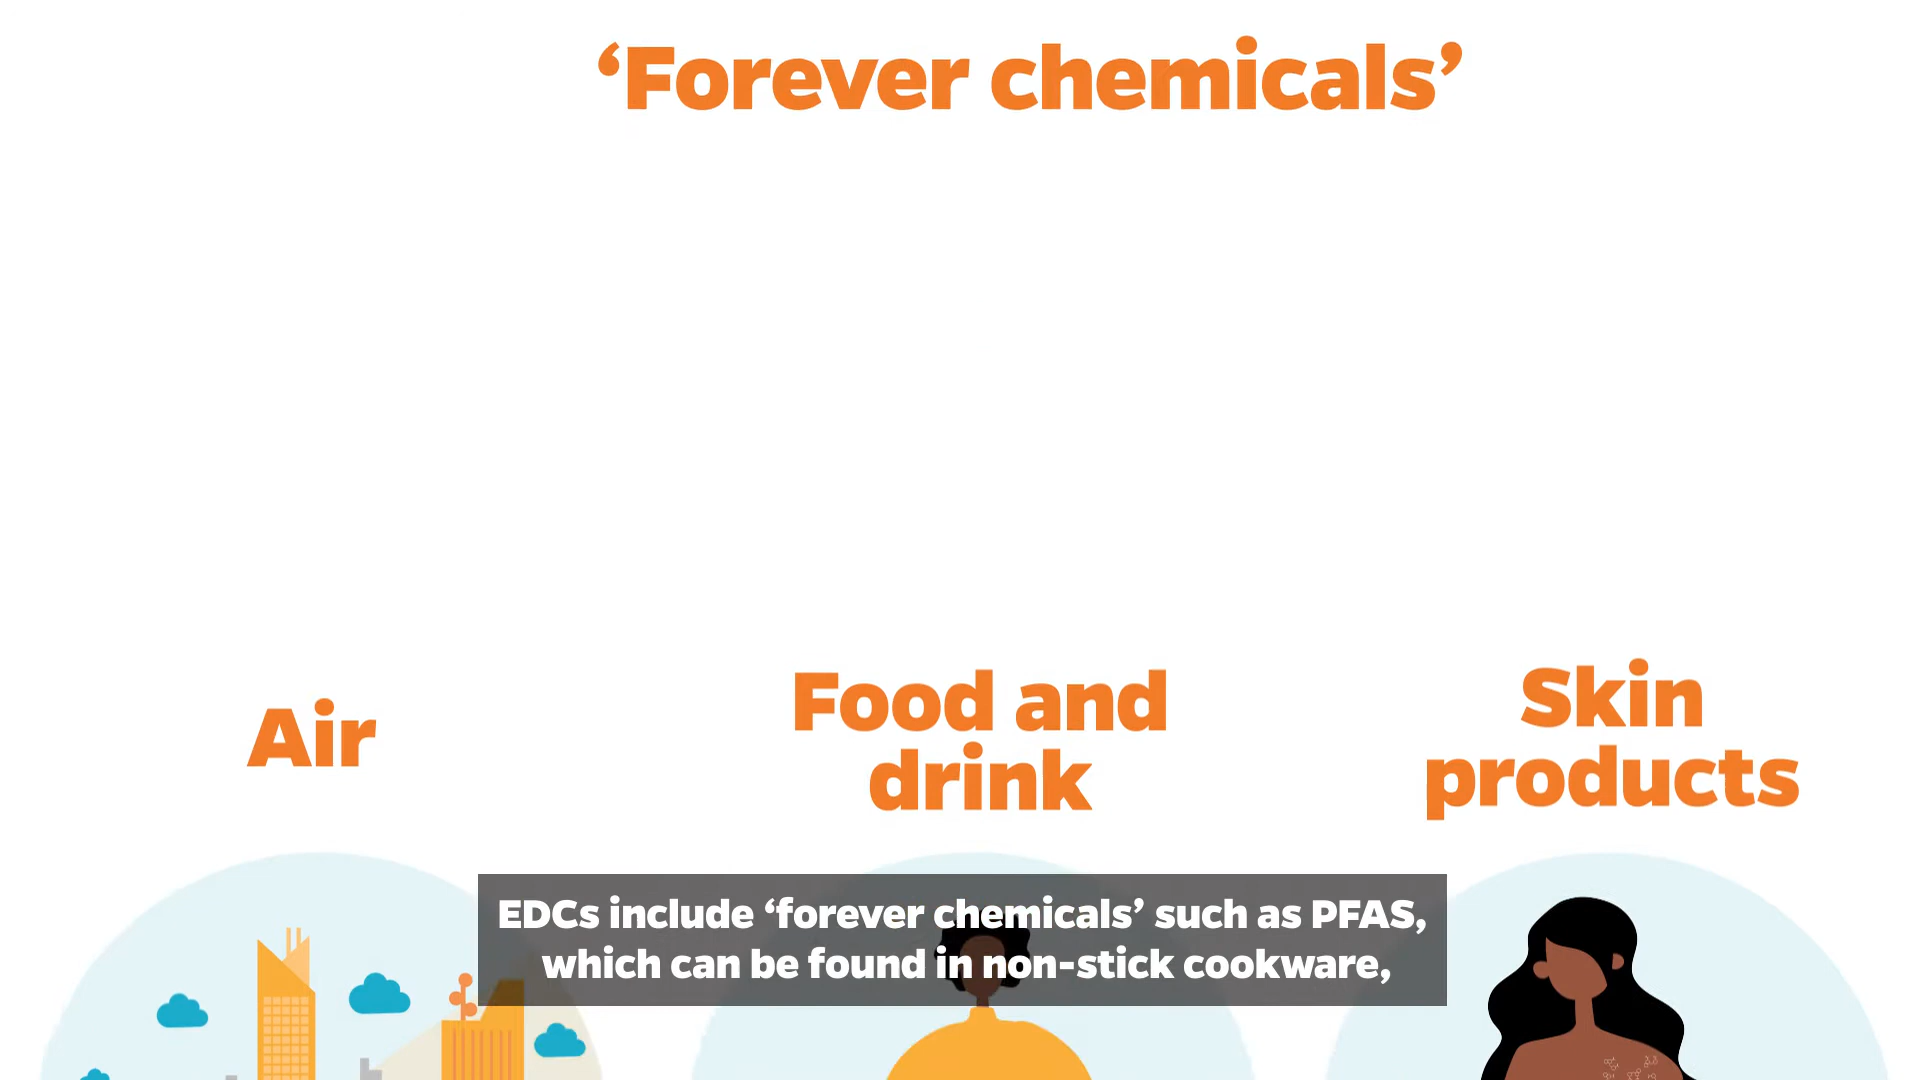 ‘Forever chemicals’
Air
Food and
drink
Skin
products
EDCs include ‘forever chemicals’ such as PFAS,
which can be found in non-stick cookware,